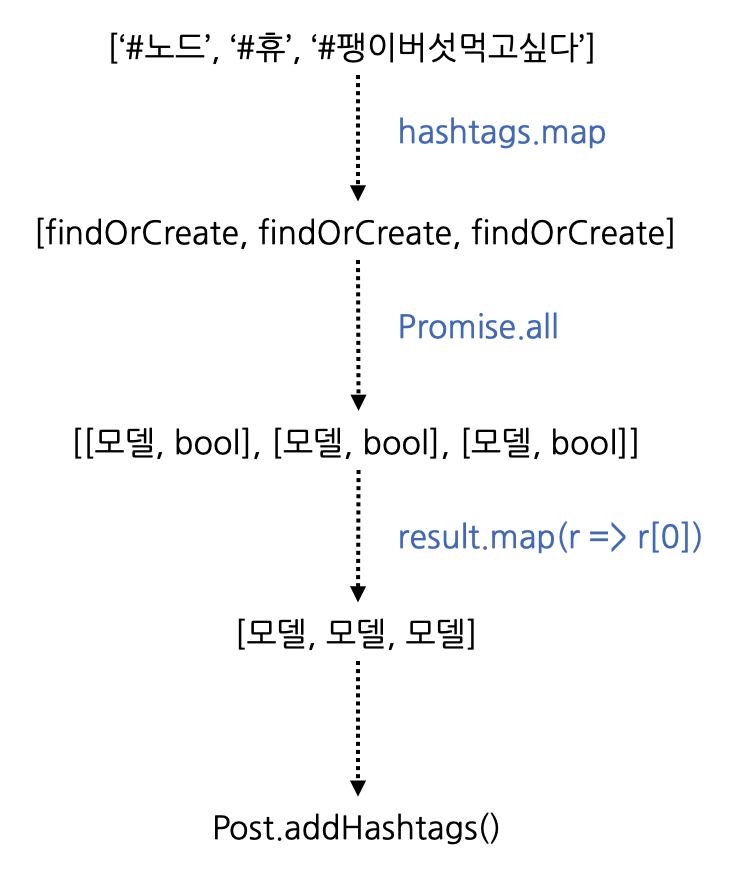 [‘#노드’, ‘#휴’, ‘#팽이버섯먹고싶다’]
hashtags.map
[findOrCreate, findOrCreate, findOrCreate]
Promise.all
[[모델, bool], [모델, bool], [모델, bool]]
result.map(r => r[0])
[모델, 모델, 모델]
Post.addHashtags()